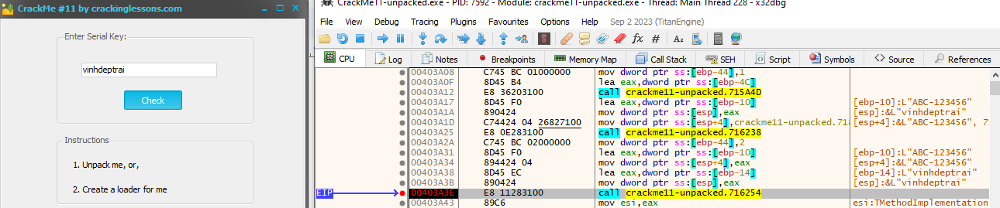 CrackMe #11 by crackinglessons.com
Enter Serial Key:
vinhdeptrai
Check
Instructions
1. Unpack me, or,
2. Create a loader for me
CrackMe11-unpacked.exe - PID: 7592 - Module: crackme11-unpacked.exe - Thread: Main Thread 228 - x32dbg
File View Debug Tracing Plugins Favourites Options Help Sep 2 2023 (TitanEngine)
CPU Log Notes Breakpoints Memory Map Call Stack SEH Script Symbols Source References
00403A08 C745 BC 01000000 mov dword ptr ss:[ebp-44],1
00403A0F 8D45 B4 lea eax,dword ptr ss:[ebp-4C]
00403A12 E8 36203100 call crackme11-unpacked.715A4D
00403A17 8D45 F0 lea eax,dword ptr ss:[ebp-10] [ebp-10]:L"ABC-123456"
00403A1A 890424 mov dword ptr ss:[esp],eax [esp]:&L"vinhdeptrai"
00403A1D C74424 04 26827100 mov dword ptr ss:[esp+4],crackme11-unpacked.718 [esp+4]:&L"ABC-123456", 7
00403A25 E8 0E283100 call crackme11-unpacked.716238
00403A2A C745 BC 02000000 mov dword ptr ss:[ebp-44],2
00403A31 8D45 F0 lea eax,dword ptr ss:[ebp-10] [ebp-10]:L"ABC-123456"
00403A34 894424 04 mov dword ptr ss:[esp+4],eax [esp+4]:&L"ABC-123456"
00403A38 8D45 EC lea eax,dword ptr ss:[ebp-14] [ebp-14]:L"vinhdeptrai"
00403A3B 890424 mov dword ptr ss:[esp],eax [esp]:&L"vinhdeptrai"
EIP 00403A3E E8 11283100 call crackme11-unpacked.716254
00403A43 89C6 mov esi,eax esi:TMethodImplementation